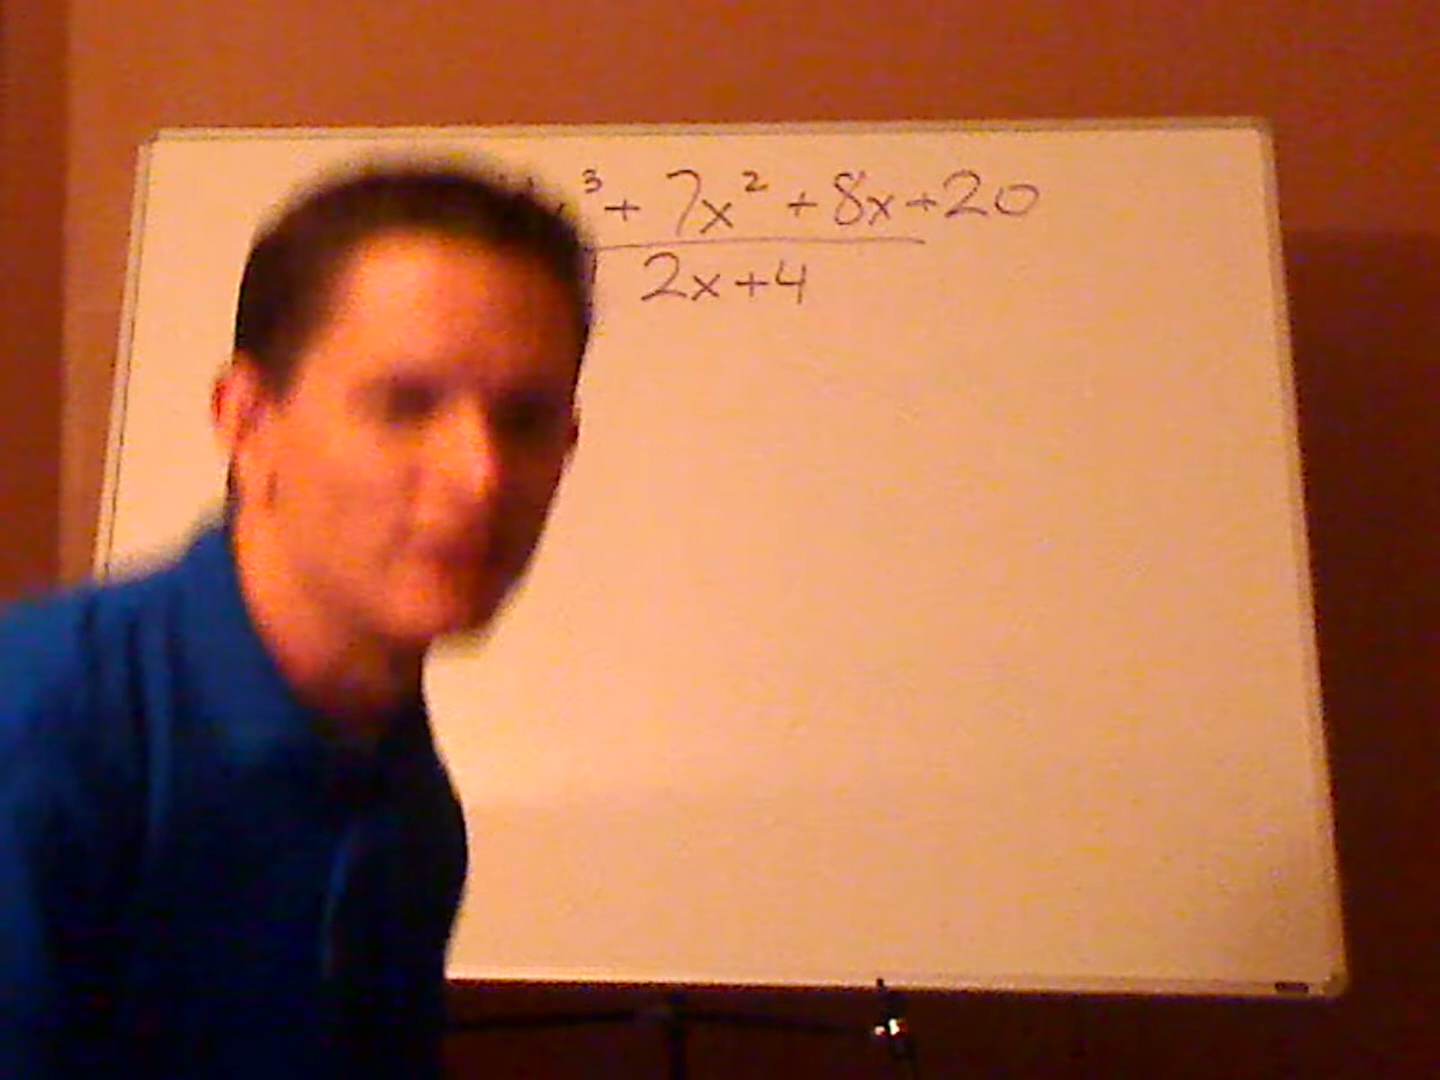 ³ + 7x² + 8x + 20
2x + 4